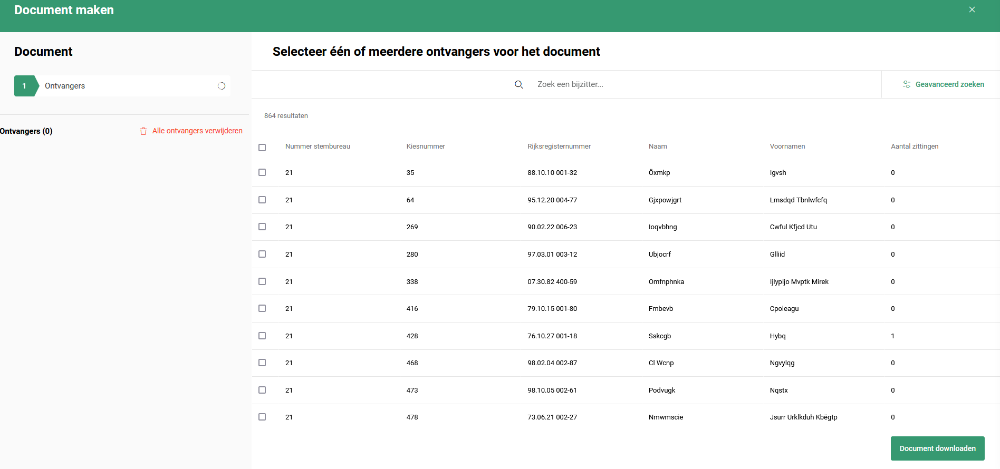 Document maken
Document
1 Ontvangers
Ontvangers (0) Alle ontvangers verwijderen
Selecteer één of meerdere ontvangers voor het document
Zoek een bijzitter... Geavanceerd zoeken
864 resultaten
Nummer stembureau Kiesnummer Rijksregisternummer Naam Voornamen Aantal zittingen
21 35 88.10.10 001-32 Öxmkp Igvsh 0
21 64 95.12.20 004-77 Gjxpowjgrt Lmsdqd Tbnlwfcfq 0
21 269 90.02.22 006-23 Ioqvbhng Cwful Kfjcd Utu 0
21 280 97.03.01 003-12 Ubjocrf Glliid 0
21 338 07.30.82 400-59 Omfnphnka Ijlypljo Mvptk Mirek 0
21 416 79.10.15 001-80 Fmbevb Cpoleagu 0
21 428 76.10.27 001-18 Sskcgb Hybq 1
21 468 98.02.04 002-87 Cl Wcnp Ngvylqg 0
21 473 98.10.05 002-61 Podvugk Nqstx 0
21 478 73.06.21 002-27 Nmwmscie Jsurr Urklkduh Kbëgtp 0
Document downloaden